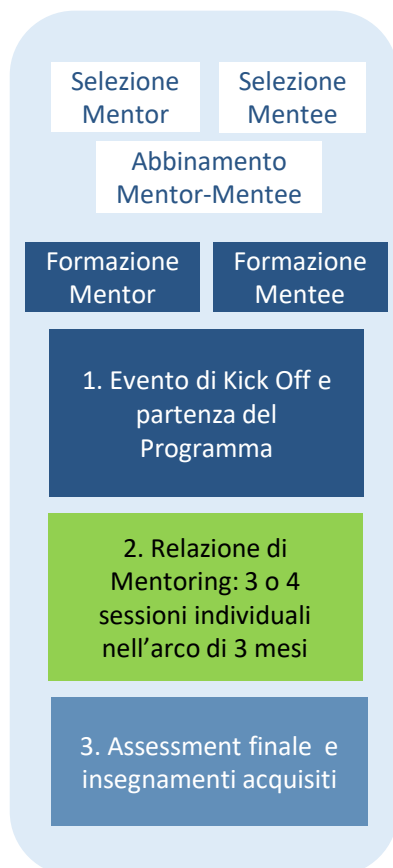 Selezione
Mentor
Selezione
Mentee
Abbinamento
Mentor-Mentee
Formazione
Mentor
Formazione
Mentee
1. Evento di Kick Off e
partenza del
Programma
2. Relazione di
Mentoring: 3 o 4
sessioni individuali
nell’arco di 3 mesi
3. Assessment finale  e
insegnamenti acquisiti